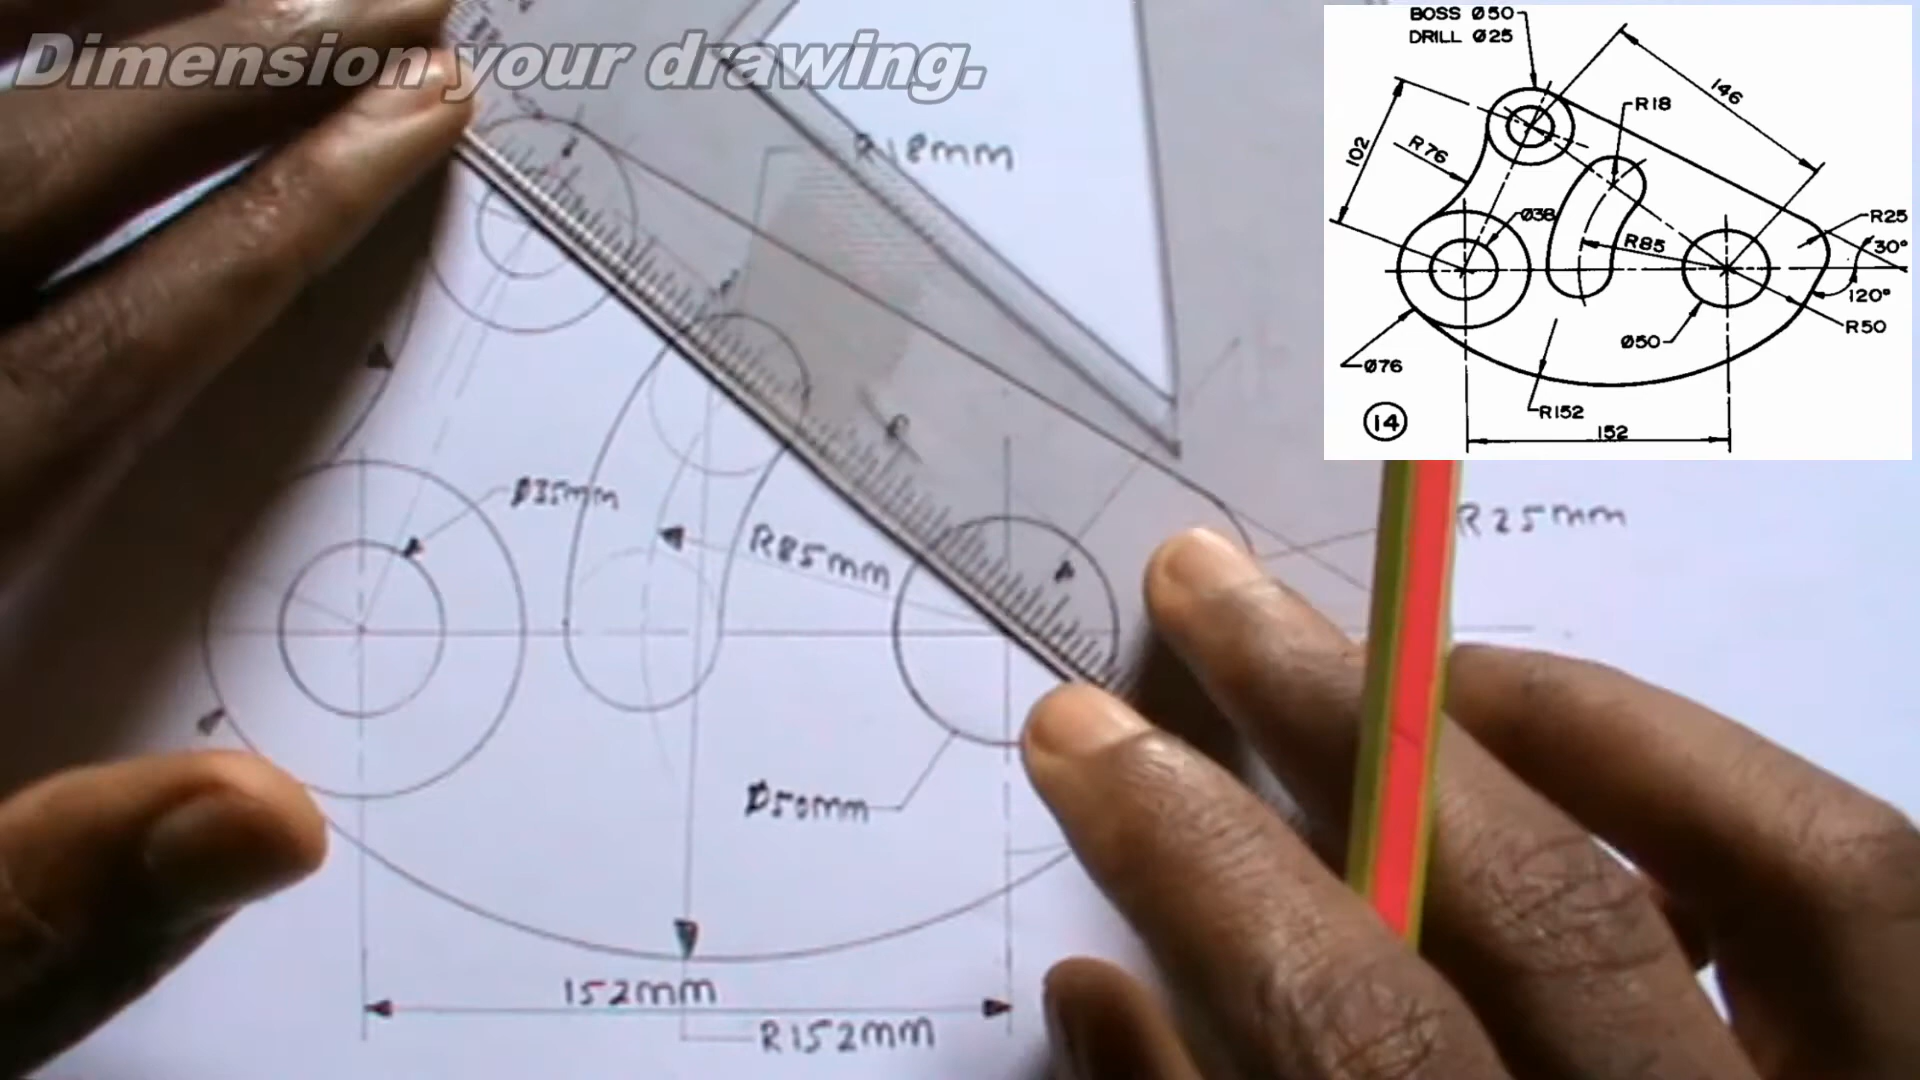 Dimension your drawing.
BOSS Ø50
DRILL Ø25
146
R18
102
R76
Ø38
R85
R25
30°
120°
R50
Ø50
Ø76
R152
14
152
R18mm
R25mm
R85mm
Ø50mm
152mm
R152mm